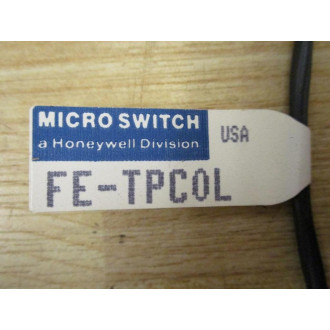 MICRO SWITCH
a Honeywell Division
USA
FE-TPCOL